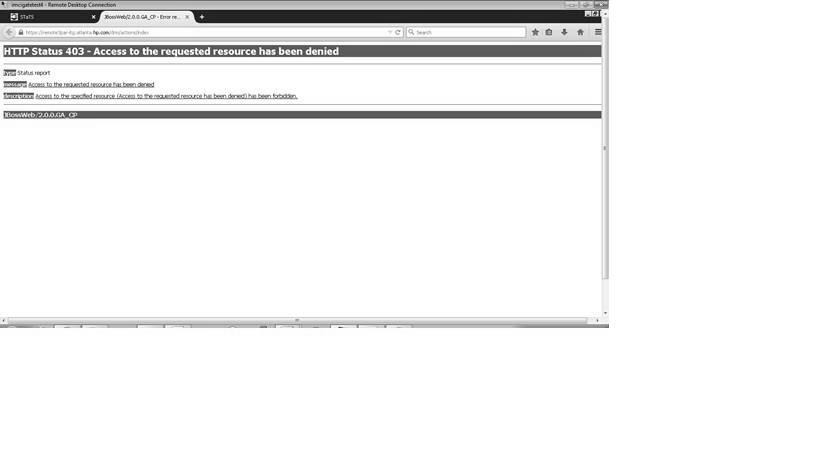 imcigatetest4 - Remote Desktop Connection
STaTS
JBossWeb/2.0.0.GA_CP - Error re...
https://remote3par-itg.atlanta.hp.com/dms/actions/index
Search
HTTP Status 403 - Access to the requested resource has been denied
type Status report
message Access to the requested resource has been denied
description Access to the specified resource (Access to the requested resource has been denied) has been forbidden.
JBossWeb/2.0.0.GA_CP